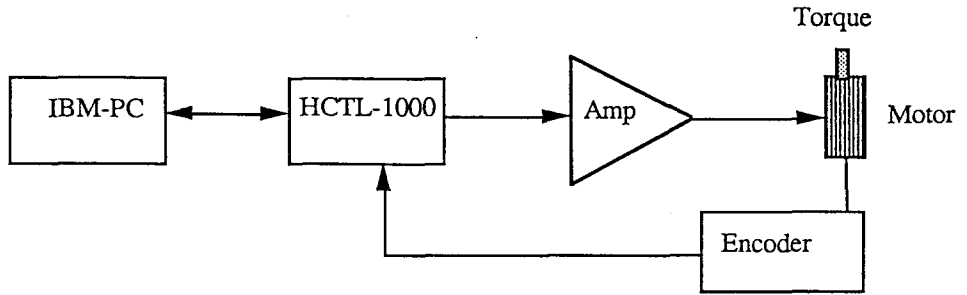 Torque
IBM-PC
HCTL-1000
Amp
Motor
Encoder